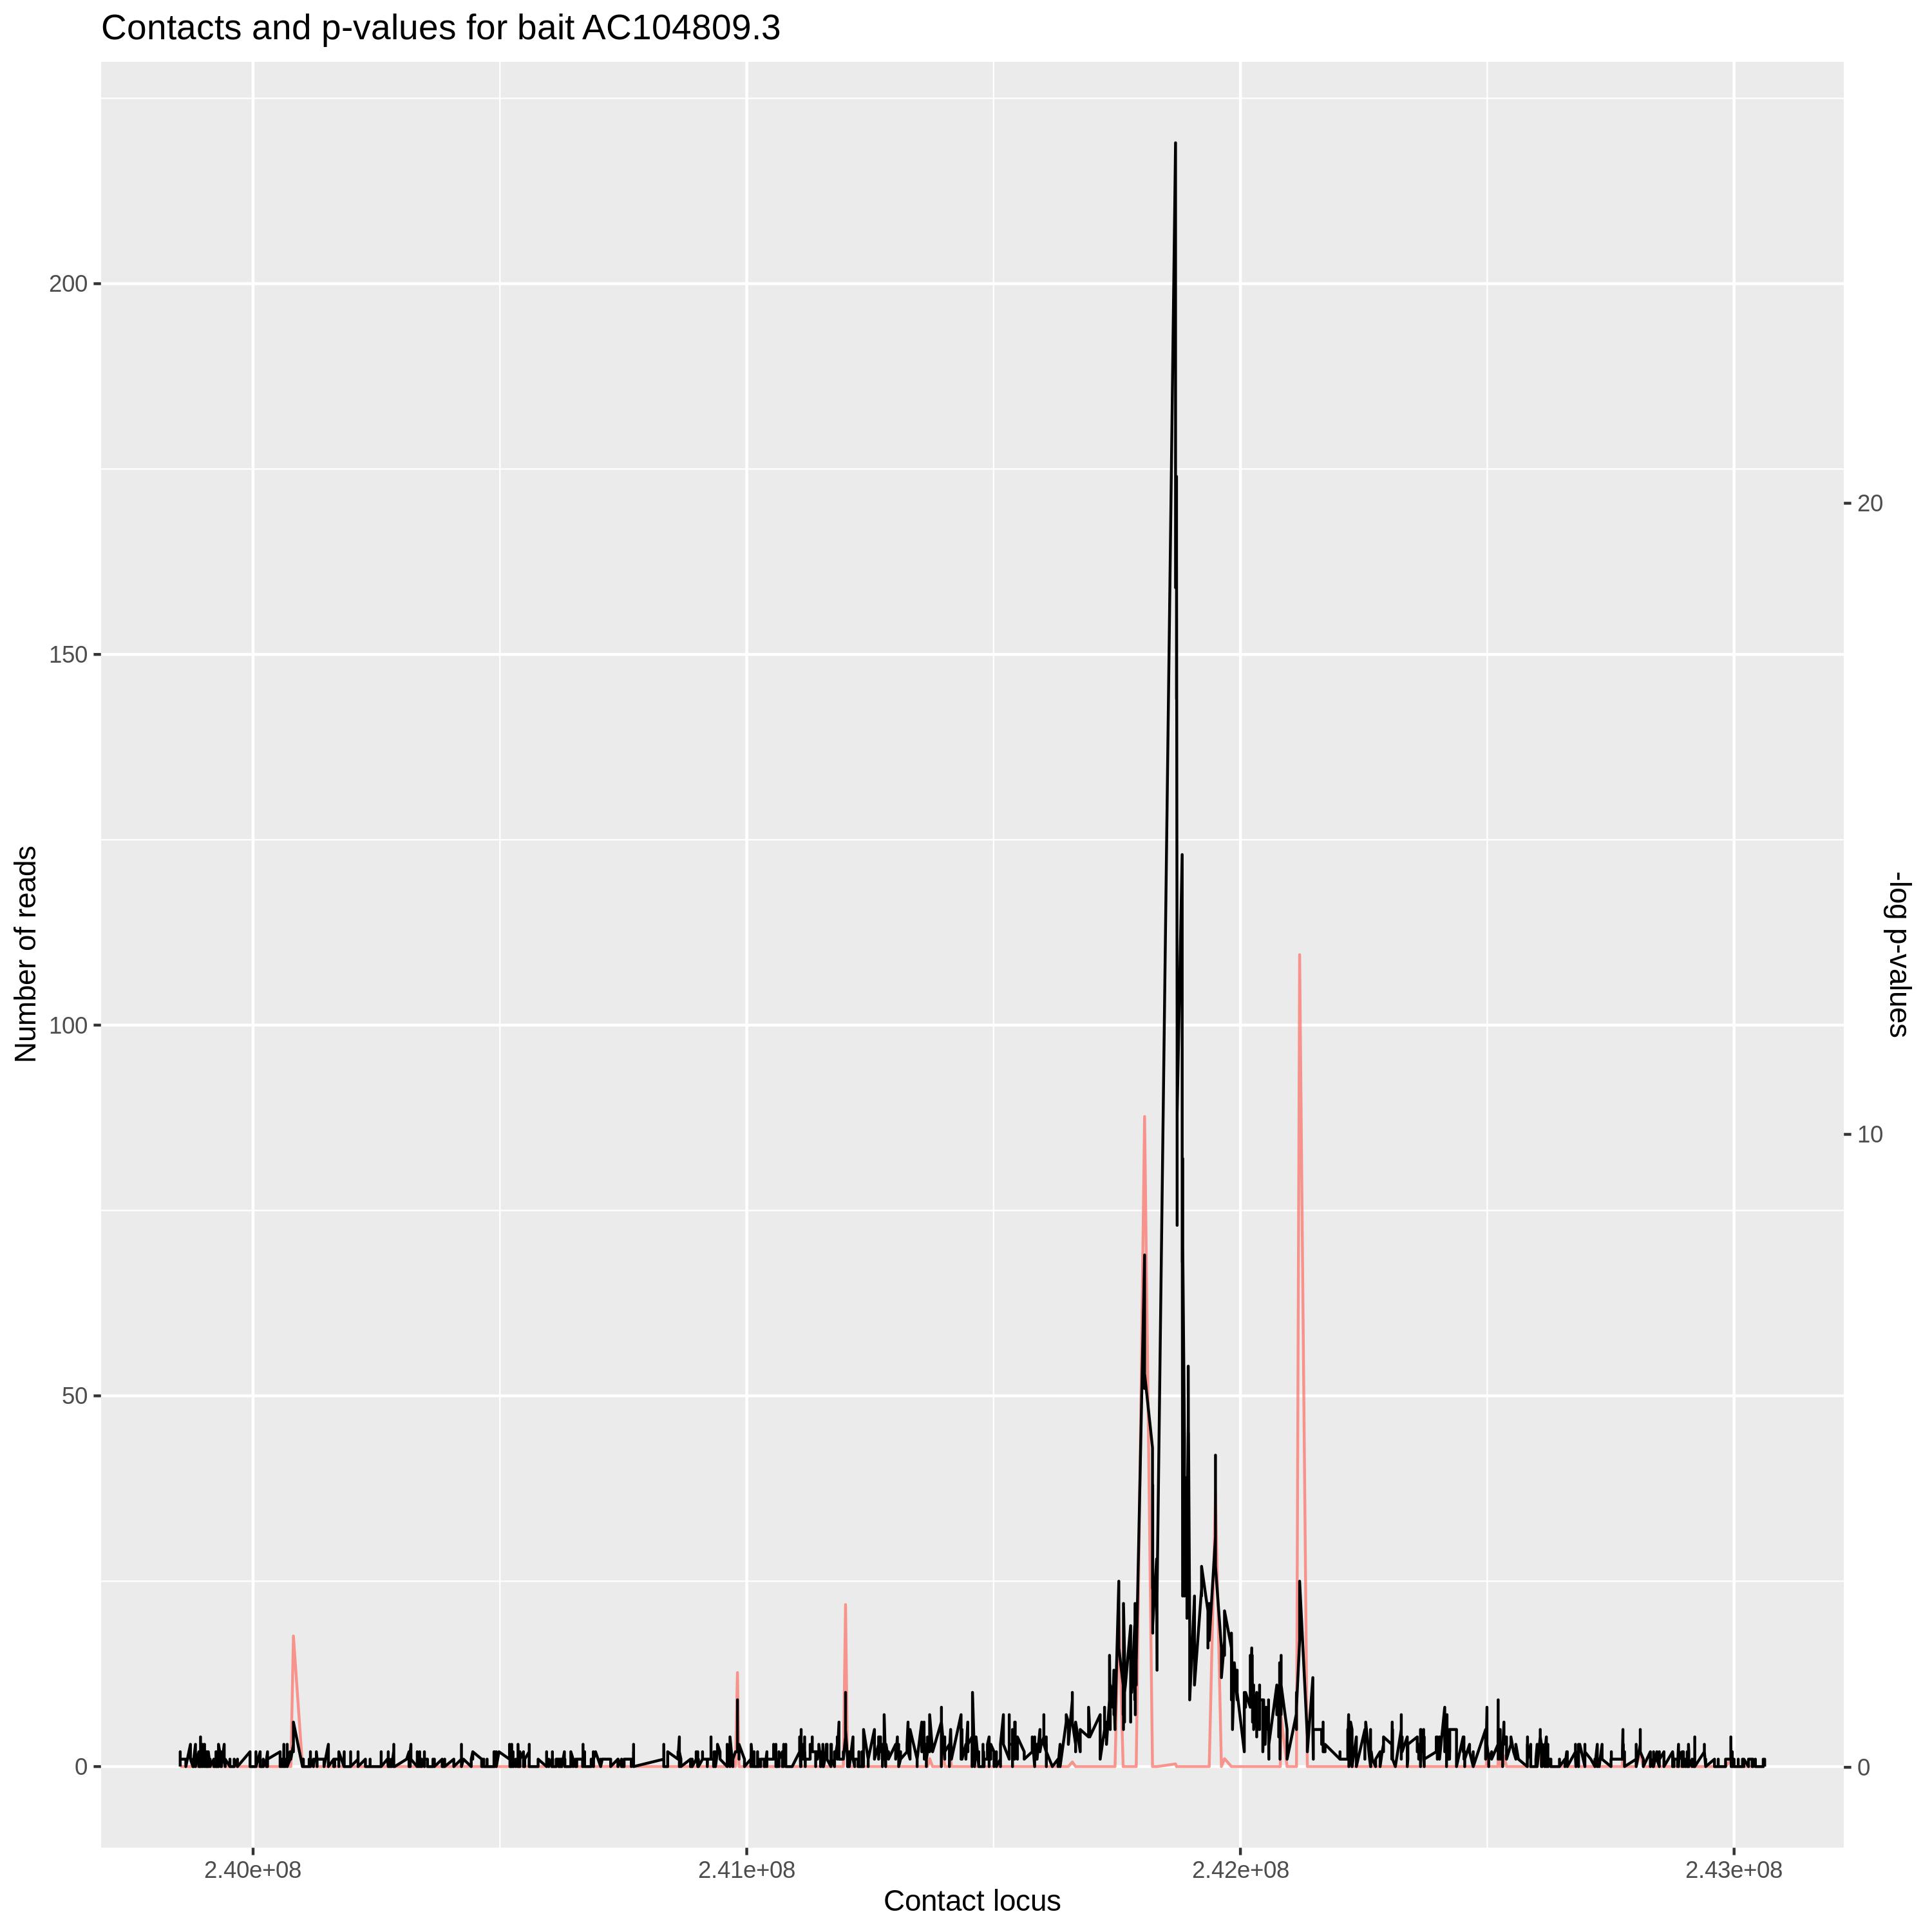 Contacts and p-values for bait AC104809.3
200
150
100
50
0
Number of reads
20
10
0
-log p-values
2.40e+08
2.41e+08
2.42e+08
2.43e+08
Contact locus